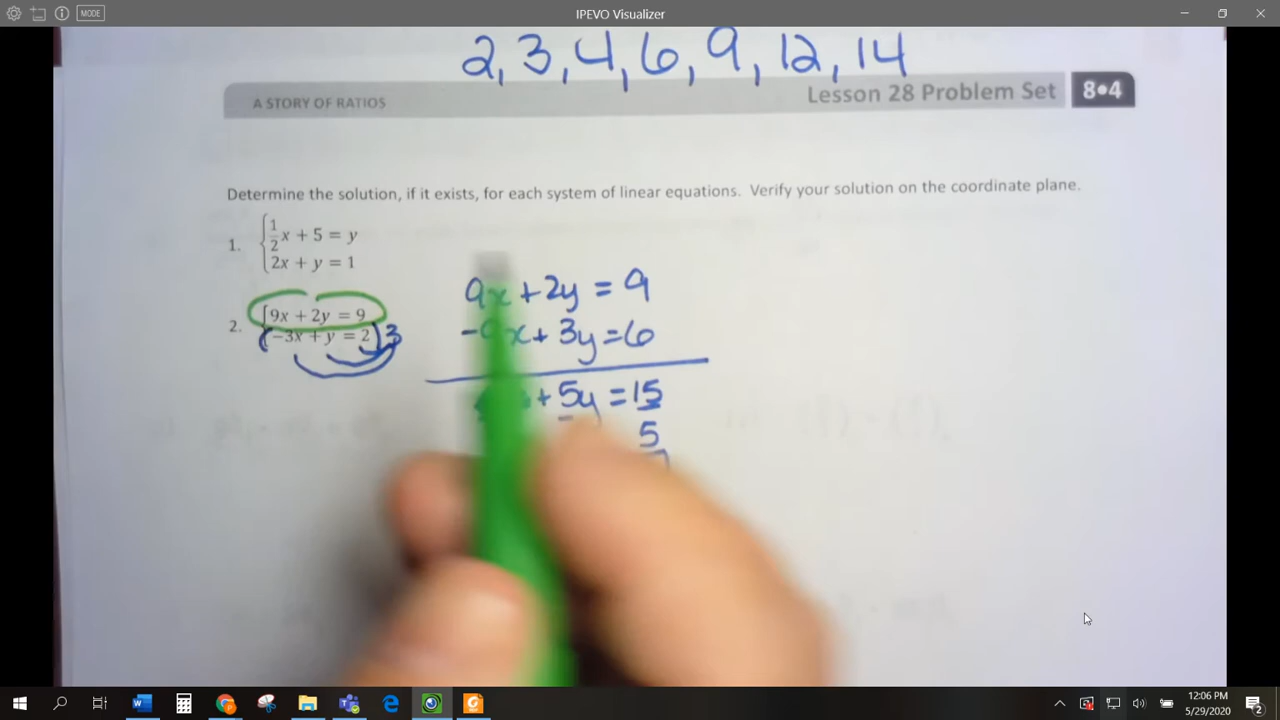 MODE
IPEVO Visualizer
2, 3, 4, 6, 9, 12, 14
A STORY OF RATIOS
Lesson 28 Problem Set
8•4
Determine the solution, if it exists, for each system of linear equations. Verify your solution on the coordinate plane.
1. { 1/2 x + 5 = y
2x + y = 1
2. { 9x + 2y = 9
(-3x + y = 2)3
9x + 2y = 9
-9x + 3y = 6
+ 5y = 15
5
12:06 PM
5/29/2020
2